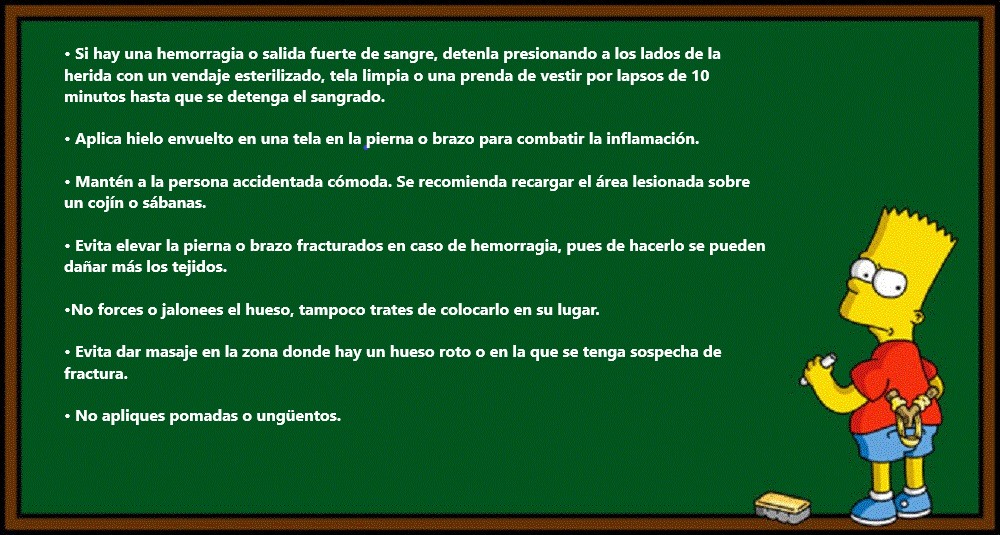 • Si hay una hemorragia o salida fuerte de sangre, detenla presionando a los lados de la
herida con un vendaje esterilizado, tela limpia o una prenda de vestir por lapsos de 10
minutos hasta que se detenga el sangrado.
• Aplica hielo envuelto en una tela en la pierna o brazo para combatir la inflamación.
• Mantén a la persona accidentada cómoda. Se recomienda recargar el área lesionada sobre
un cojín o sábanas.
• Evita elevar la pierna o brazo fracturados en caso de hemorragia, pues de hacerlo se pueden
dañar más los tejidos.
•No forces o jalonees el hueso, tampoco trates de colocarlo en su lugar.
• Evita dar masaje en la zona donde hay un hueso roto o en la que se tenga sospecha de
fractura.
• No apliques pomadas o ungüentos.